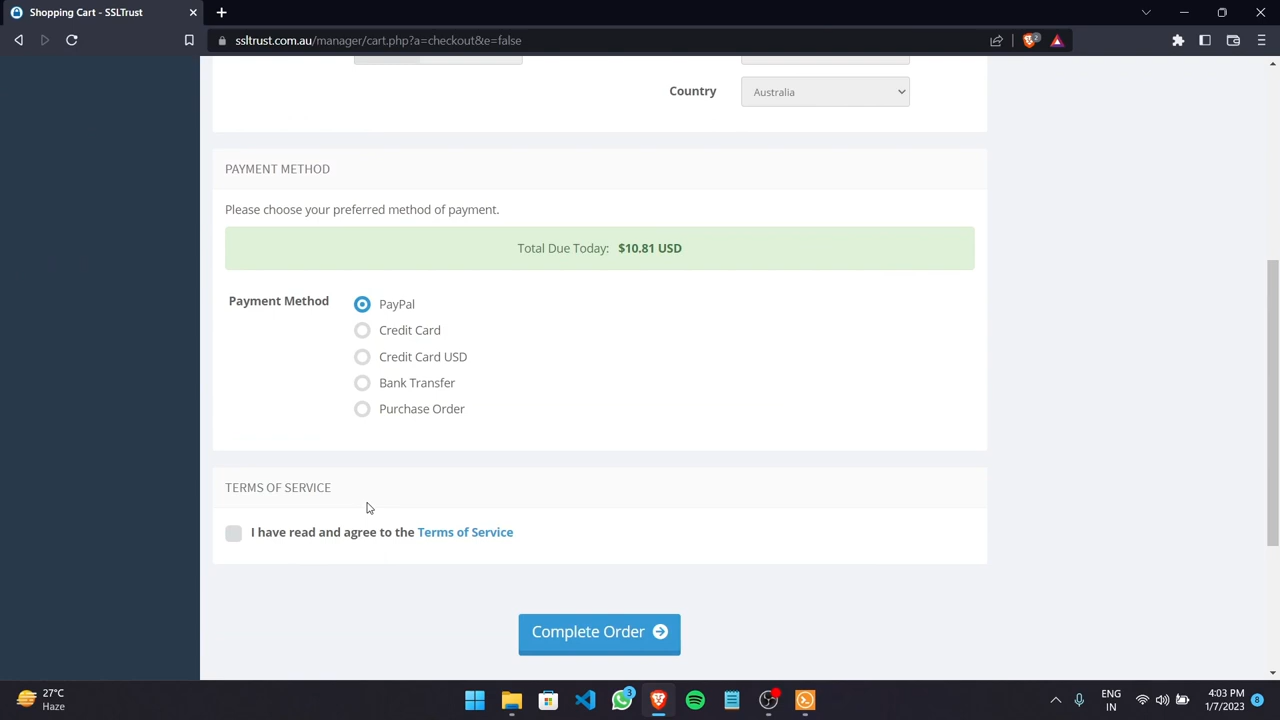 Shopping Cart - SSLTrust
ssltrust.com.au/manager/cart.php?a=checkout&e=false
2
Country
Australia
PAYMENT METHOD
Please choose your preferred method of payment.
Total Due Today: $10.81 USD
Payment Method
PayPal
Credit Card
Credit Card USD
Bank Transfer
Purchase Order
TERMS OF SERVICE
I have read and agree to the Terms of Service
Complete Order
27°C
Haze
3
ENG
IN
4:03 PM
1/7/2023
8